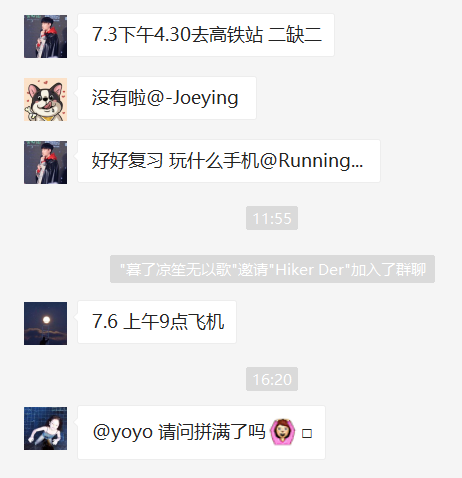 7.3下午4.30去高铁站 二缺二
没有啦@-Joeying
好好复习 玩什么手机@Running...
11:55
"暮了凉笙无以歌"邀请"Hiker Der"加入了群聊
7.6 上午9点飞机
16:20
@yoyo 请问拼满了吗🙆 □